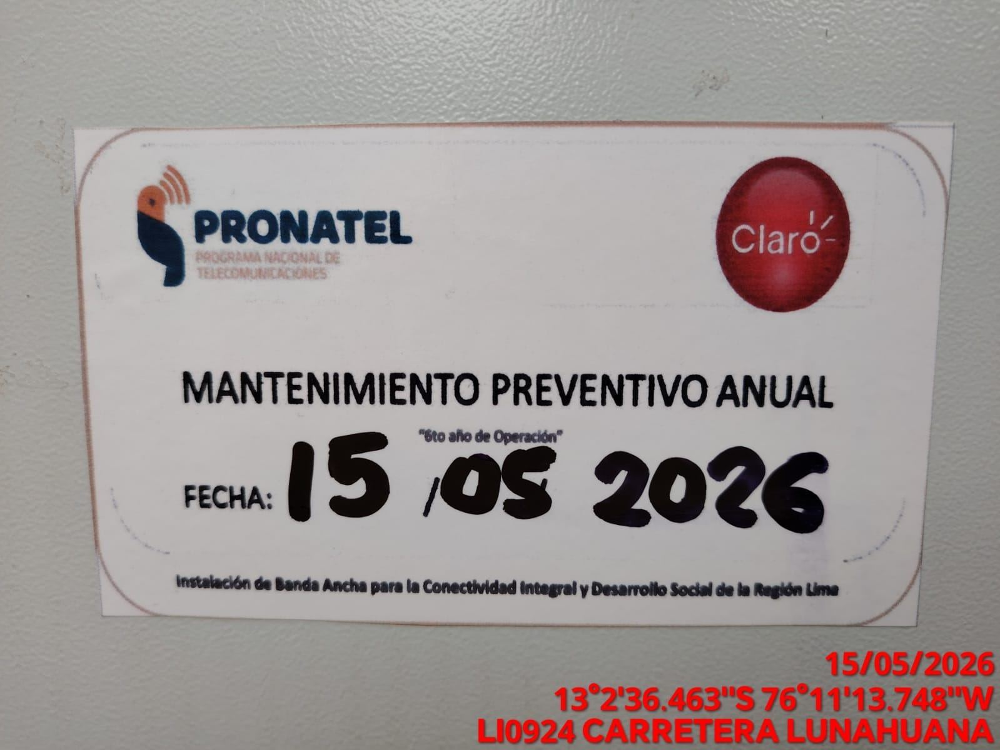 PRONATEL
PROGRAMA NACIONAL DE
TELECOMUNICACIONES
Claro
MANTENIMIENTO PREVENTIVO ANUAL
"6to año de Operación"
FECHA: 15 /05 2026
Instalación de Banda Ancha para la Conectividad Integral y Desarrollo Social de la Región Lima
15/05/2026
13°2'36.463"S 76°11'13.748"W
LI0924 CARRETERA LUNAHUANA